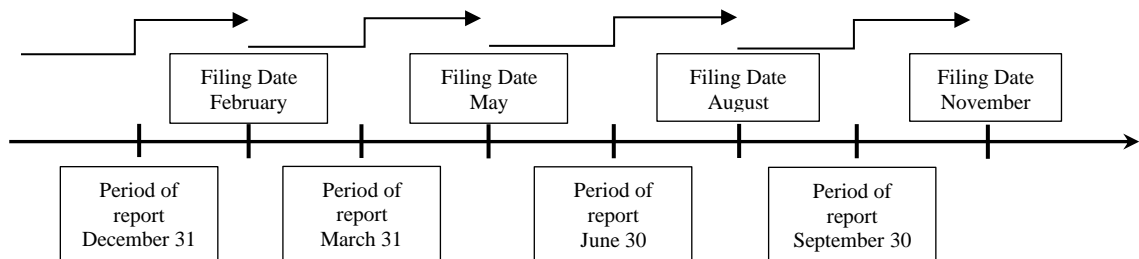 Filing Date
February
Filing Date
May
Filing Date
August
Filing Date
November
Period of
report
December 31
Period of
report
March 31
Period of
report
June 30
Period of
report
September 30